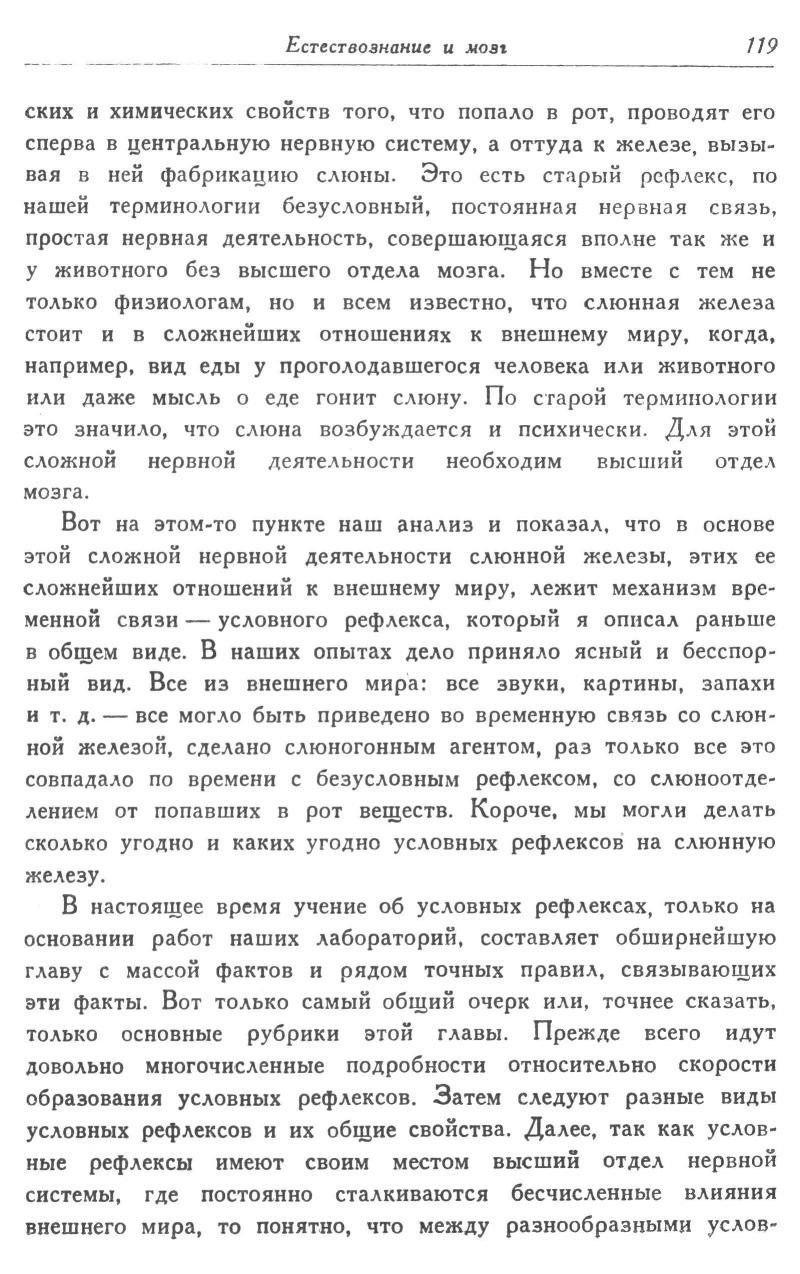 Естествознание и мозг 119
ских и химических свойств того, что попало в рот, проводят его
сперва в центральную нервную систему, а оттуда к железе, вызы-
вая в ней фабрикацию слюны. Это есть старый рефлекс, по
нашей терминологии безусловный, постоянная нервная связь,
простая нервная деятельность, совершающаяся вполне так же и
у животного без высшего отдела мозга. Но вместе с тем не
только физиологам, но и всем известно, что слюнная железа
стоит и в сложнейших отношениях к внешнему миру, когда,
например, вид еды у проголодавшегося человека или животного
или даже мысль о еде гонит слюну. По старой терминологии
это значило, что слюна возбуждается и психически. Для этой
сложной нервной деятельности необходим высший отдел
мозга.
Вот на этом-то пункте наш анализ и показал, что в основе
этой сложной нервной деятельности слюнной железы, этих ее
сложнейших отношений к внешнему миру, лежит механизм вре-
менной связи — условного рефлекса, который я описал раньше
в общем виде. В наших опытах дело приняло ясный и бесспор-
ный вид. Все из внешнего мира: все звуки, картины, запахи
и т. д. — все могло быть приведено во временную связь со слюн-
ной железой, сделано слюногонным агентом, раз только все это
совпадало по времени с безусловным рефлексом, со слюноотде-
лением от попавших в рот веществ. Короче, мы могли делать
сколько угодно и каких угодно условных рефлексов на слюнную
железу.
В настоящее время учение об условных рефлексах, только на
основании работ наших лабораторий, составляет обширнейшую
главу с массой фактов и рядом точных правил, связывающих
эти факты. Вот только самый общий очерк или, точнее сказать,
только основные рубрики этой главы. Прежде всего идут
довольно многочисленные подробности относительно скорости
образования условных рефлексов. Затем следуют разные виды
условных рефлексов и их общие свойства. Далее, так как услов-
ные рефлексы имеют своим местом высший отдел нервной
системы, где постоянно сталкиваются бесчисленные влияния
внешнего мира, то понятно, что между разнообразными услов-